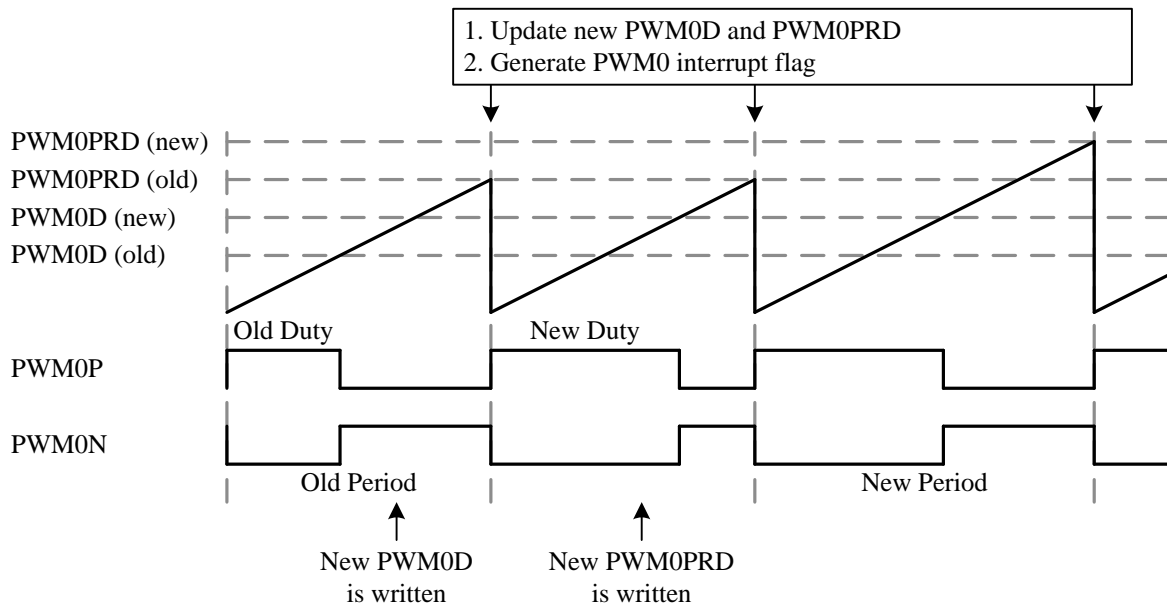 1. Update new PWM0D and PWM0PRD
2. Generate PWM0 interrupt flag
PWM0PRD (new)
PWM0PRD (old)
PWM0D (new)
PWM0D (old)
Old Duty
New Duty
PWM0P
PWM0N
Old Period
New Period
New PWM0D
is written
New PWM0PRD
is written